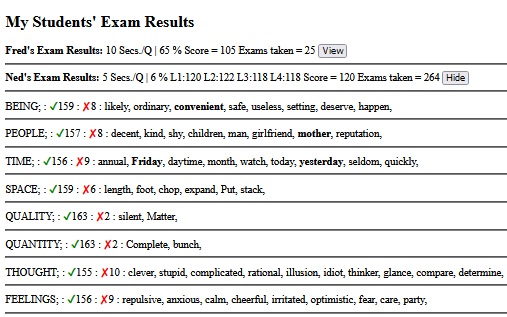 My Students' Exam Results
Fred's Exam Results: 10 Secs./Q | 65 % Score = 105 Exams taken = 25 View
Ned's Exam Results: 5 Secs./Q | 6 % L1:120 L2:122 L3:118 L4:118 Score = 120 Exams taken = 264 Hide
BEING; : ✓159 : ✗8 : likely, ordinary, convenient, safe, useless, setting, deserve, happen,
PEOPLE; : ✓157 : ✗8 : decent, kind, shy, children, man, girlfriend, mother, reputation,
TIME; : ✓156 : ✗9 : annual, Friday, daytime, month, watch, today, yesterday, seldom, quickly,
SPACE; : ✓159 : ✗6 : length, foot, chop, expand, Put, stack,
QUALITY; : ✓163 : ✗2 : silent, Matter,
QUANTITY; : ✓163 : ✗2 : Complete, bunch,
THOUGHT; : ✓155 : ✗10 : clever, stupid, complicated, rational, illusion, idiot, thinker, glance, compare, determine,
FEELINGS; : ✓156 : ✗9 : repulsive, anxious, calm, cheerful, irritated, optimistic, fear, care, party,